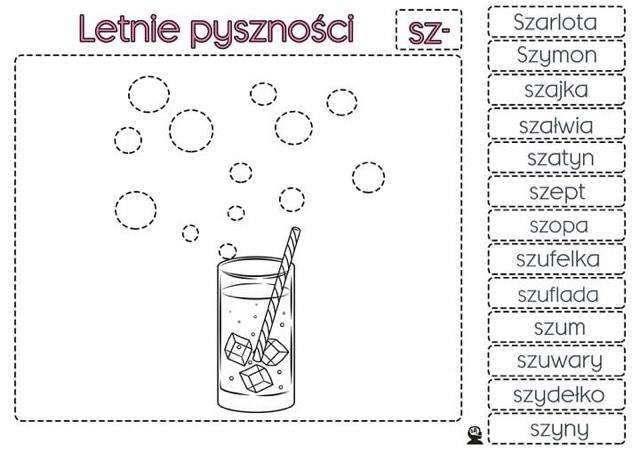 Letnie pyszności
sz-
Szarlota
Szymon
szajka
szałwia
szatyn
szept
szopa
szufelka
szuflada
szum
szuwary
szydełko
szyny